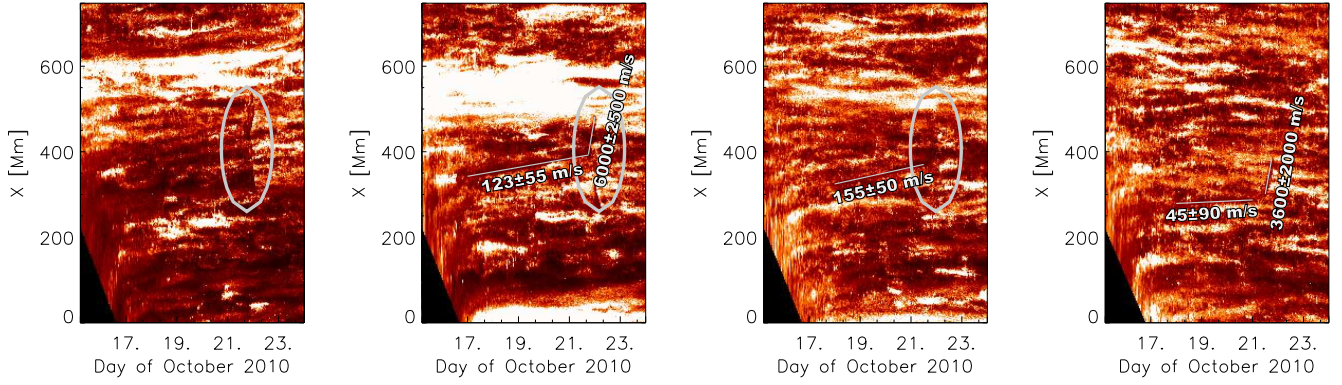 600
400
200
0
X [Mm]
17. 19. 21. 23.
Day of October 2010
600
400
200
0
X [Mm]
123±55 m/s
6000±2500 m/s
17. 19. 21. 23.
Day of October 2010
600
400
200
0
X [Mm]
155±50 m/s
17. 19. 21 23.
Day of October 2010
600
400
200
0
X [Mm]
45±90 m/s
3600±2000 m/s
17. 19. 21. 23.
Day of October 2010